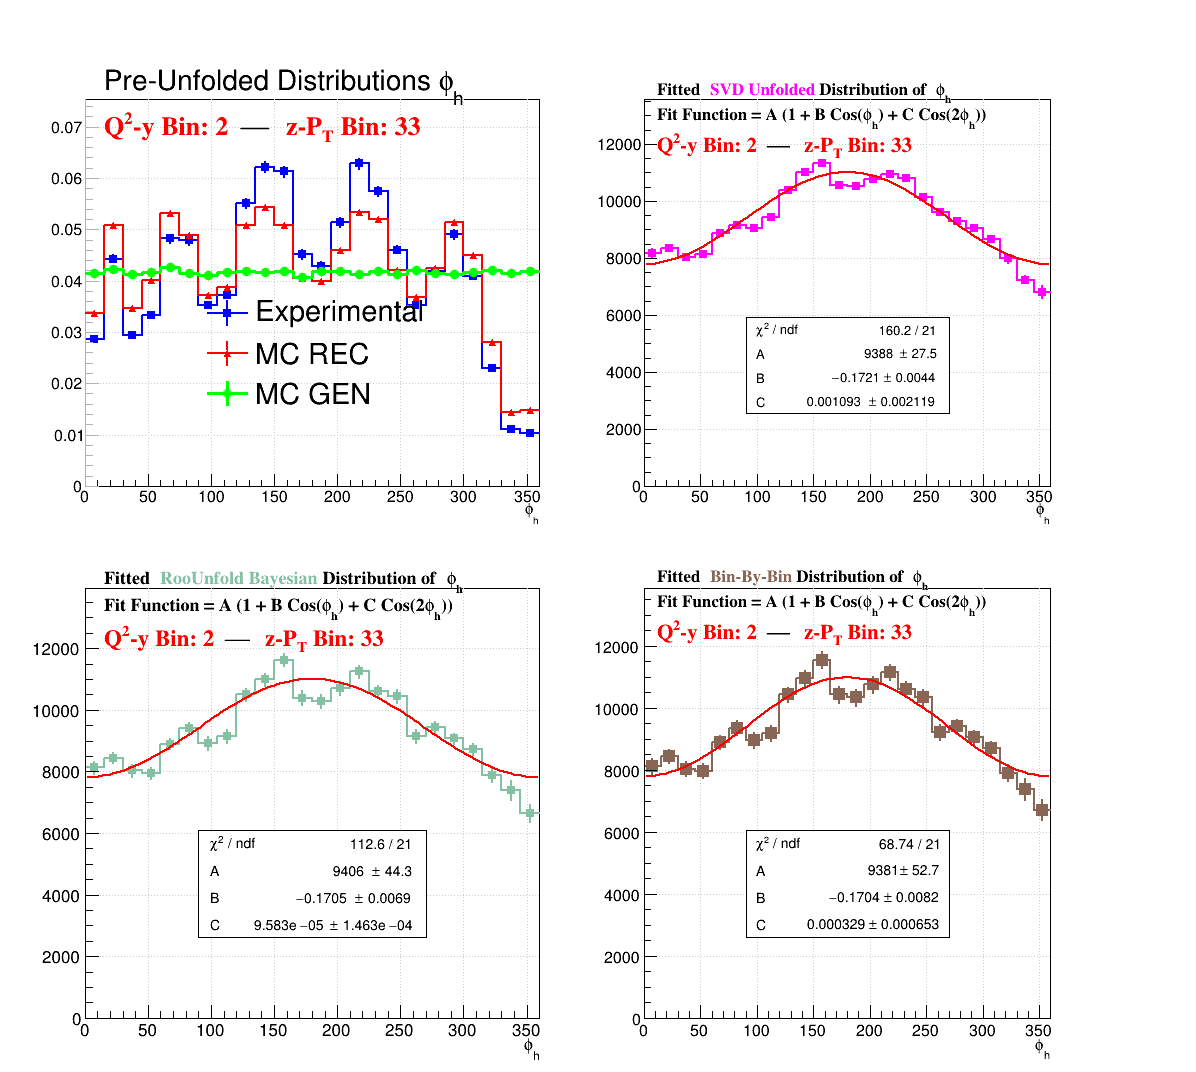 Pre-Unfolded Distributions ϕh
Q2-y Bin: 2 — z-PT Bin: 33
0.07
0.06
0.05
0.04
0.03
0.02
0.01
0
Experimental
MC REC
MC GEN
0 50 100 150 200 250 300 350
ϕh
Fitted SVD Unfolded Distribution of ϕh
Fit Function = A (1 + B Cos(ϕh) + C Cos(2ϕh))
Q2-y Bin: 2 — z-PT Bin: 33
12000
10000
8000
6000
4000
2000
0
χ2 / ndf 160.2 / 21
A 9388 ± 27.5
B −0.1721 ± 0.0044
C 0.001093 ± 0.002119
0 50 100 150 200 250 300 350
ϕh
Fitted RooUnfold Bayesian Distribution of ϕh
Fit Function = A (1 + B Cos(ϕh) + C Cos(2ϕh))
Q2-y Bin: 2 — z-PT Bin: 33
12000
10000
8000
6000
4000
2000
0
χ2 / ndf 112.6 / 21
A 9406 ± 44.3
B −0.1705 ± 0.0069
C 9.583e −05 ± 1.463e −04
0 50 100 150 200 250 300 350
ϕh
Fitted Bin-By-Bin Distribution of ϕh
Fit Function = A (1 + B Cos(ϕh) + C Cos(2ϕh))
Q2-y Bin: 2 — z-PT Bin: 33
12000
10000
8000
6000
4000
2000
0
χ2 / ndf 68.74 / 21
A 9381 ± 52.7
B −0.1704 ± 0.0082
C 0.000329 ± 0.000653
0 50 100 150 200 250 300 350
ϕh